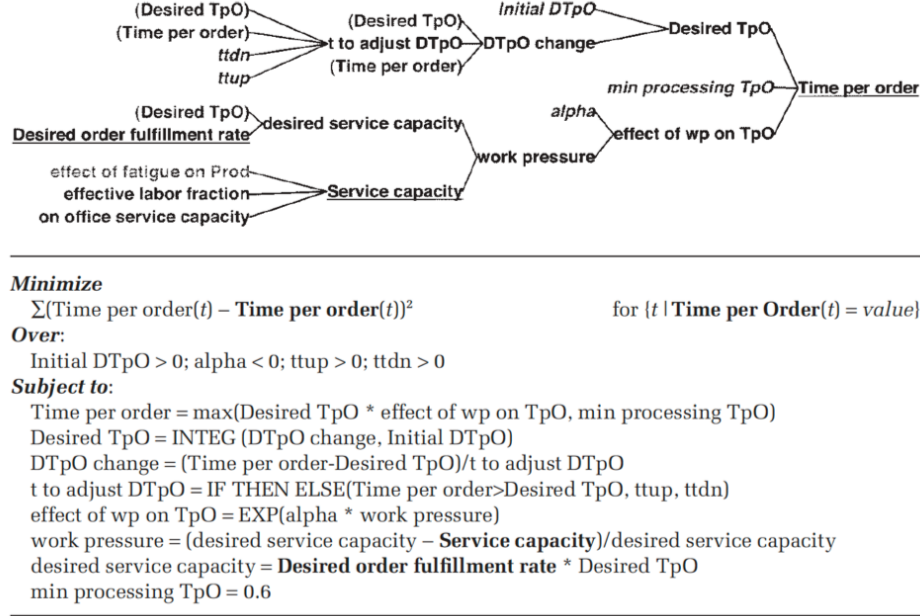 (Desired TpO)
(Time per order)
ttdn
ttup
(Desired TpO)
t to adjust DTpO
(Time per order)
Initial DTpO
DTpO change
Desired TpO
min processing TpO
Time per order
(Desired TpO)
Desired order fulfillment rate
desired service capacity
alpha
effect of wp on TpO
work pressure
effect of fatigue on Prod
effective labor fraction
on office service capacity
Service capacity
Minimize
Σ(Time per order(t) – Time per order(t))² for {t | Time per Order(t) = value}
Over:
Initial DTpO > 0; alpha < 0; ttup > 0; ttdn > 0
Subject to:
Time per order = max(Desired TpO * effect of wp on TpO, min processing TpO)
Desired TpO = INTEG (DTpO change, Initial DTpO)
DTpO change = (Time per order-Desired TpO)/t to adjust DTpO
t to adjust DTpO = IF THEN ELSE(Time per order>Desired TpO, ttup, ttdn)
effect of wp on TpO = EXP(alpha * work pressure)
work pressure = (desired service capacity – Service capacity)/desired service capacity
desired service capacity = Desired order fulfillment rate * Desired TpO
min processing TpO = 0.6